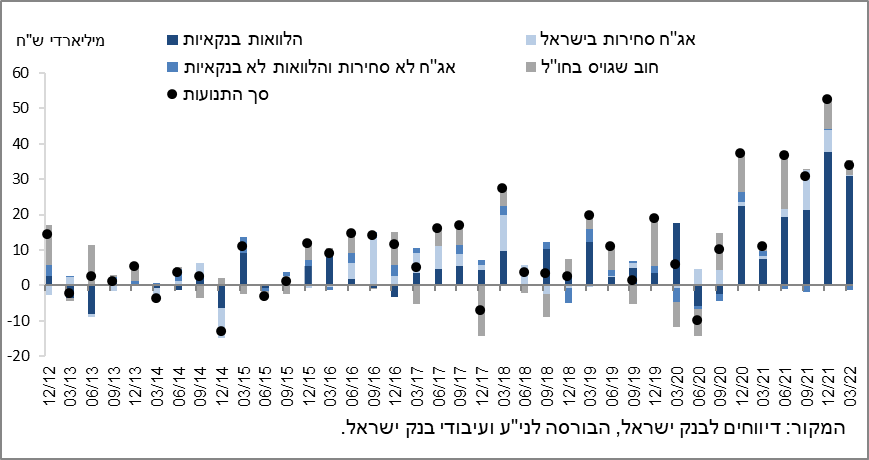 מיליארדי ש"ח
הלוואות בנקאיות
אג"ח סחירות בישראל
אג"ח לא סחירות והלוואות לא בנקאיות
חוב שגויס בחו"ל
סך התנועות
60
50
40
30
20
10
0
-10
-20
12/12 03/13 06/13 09/13 12/13 03/14 06/14 09/14 12/14 03/15 06/15 09/15 12/15 03/16 06/16 09/16 12/16 03/17 06/17 09/17 12/17 03/18 06/18 09/18 12/18 03/19 06/19 09/19 12/19 03/20 06/20 09/20 12/20 03/21 06/21 09/21 12/21 03/22
המקור: דיווחים לבנק ישראל, הבורסה לני"ע ועיבודי בנק ישראל.